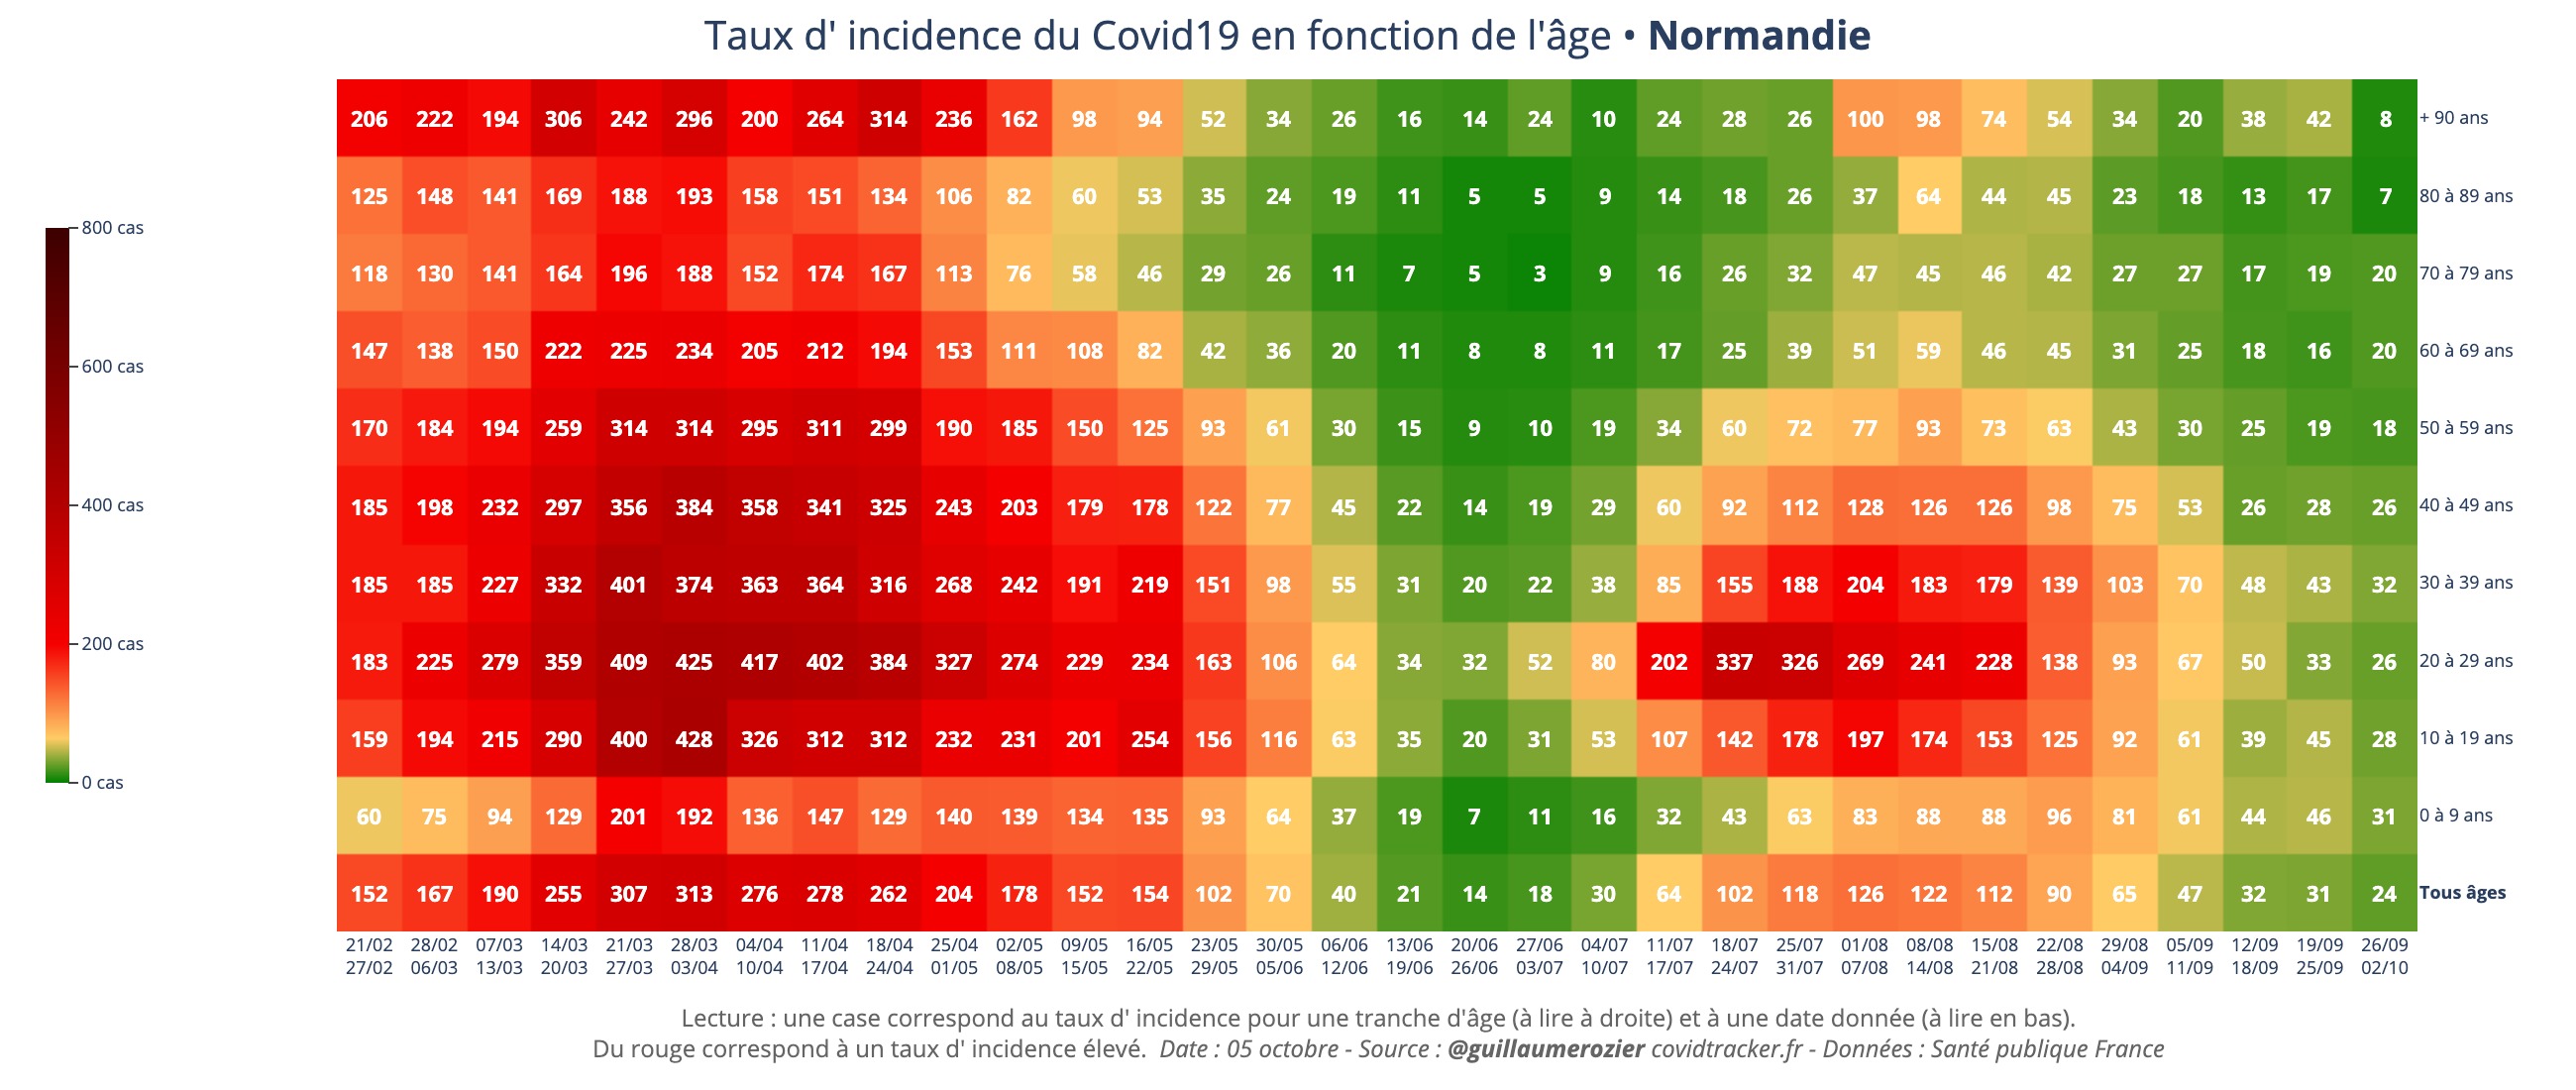 Taux d' incidence du Covid19 en fonction de l'âge • Normandie
800 cas
600 cas
400 cas
200 cas
0 cas
206 222 194 306 242 296 200 264 314 236 162 98 94 52 34 26 16 14 24 10 24 28 26 100 98 74 54 34 20 38 42 8 + 90 ans
125 148 141 169 188 193 158 151 134 106 82 60 53 35 24 19 11 5 5 9 14 18 26 37 64 44 45 23 18 13 17 7 80 à 89 ans
118 130 141 164 196 188 152 174 167 113 76 58 46 29 26 11 7 5 3 9 16 26 32 47 45 46 42 27 27 17 19 20 70 à 79 ans
147 138 150 222 225 234 205 212 194 153 111 108 82 42 36 20 11 8 8 11 17 25 39 51 59 46 45 31 25 18 16 20 60 à 69 ans
170 184 194 259 314 314 295 311 299 190 185 150 125 93 61 30 15 9 10 19 34 60 72 77 93 73 63 43 30 25 19 18 50 à 59 ans
185 198 232 297 356 384 358 341 325 243 203 179 178 122 77 45 22 14 19 29 60 92 112 128 126 126 98 75 53 26 28 26 40 à 49 ans
185 185 227 332 401 374 363 364 316 268 242 191 219 151 98 55 31 20 22 38 85 155 188 204 183 179 139 103 70 48 43 32 30 à 39 ans
183 225 279 359 409 425 417 402 384 327 274 229 234 163 106 64 34 32 52 80 202 337 326 269 241 228 138 93 67 50 33 26 20 à 29 ans
159 194 215 290 400 428 326 312 312 232 231 201 254 156 116 63 35 20 31 53 107 142 178 197 174 153 125 92 61 39 45 28 10 à 19 ans
60 75 94 129 201 192 136 147 129 140 139 134 135 93 64 37 19 7 11 16 32 43 63 83 88 88 96 81 61 44 46 31 0 à 9 ans
152 167 190 255 307 313 276 278 262 204 178 152 154 102 70 40 21 14 18 30 64 102 118 126 122 112 90 65 47 32 31 24 Tous âges
21/02 28/02 07/03 14/03 21/03 28/03 04/04 11/04 18/04 25/04 02/05 09/05 16/05 23/05 30/05 06/06 13/06 20/06 27/06 04/07 11/07 18/07 25/07 01/08 08/08 15/08 22/08 29/08 05/09 12/09 19/09 26/09
27/02 06/03 13/03 20/03 27/03 03/04 10/04 17/04 24/04 01/05 08/05 15/05 22/05 29/05 05/06 12/06 19/06 26/06 03/07 10/07 17/07 24/07 31/07 07/08 14/08 21/08 28/08 04/09 11/09 18/09 25/09 02/10
Lecture : une case correspond au taux d' incidence pour une tranche d'âge (à lire à droite) et à une date donnée (à lire en bas).
Du rouge correspond à un taux d' incidence élevé. Date : 05 octobre - Source : @guillaumerozier covidtracker.fr - Données : Santé publique France